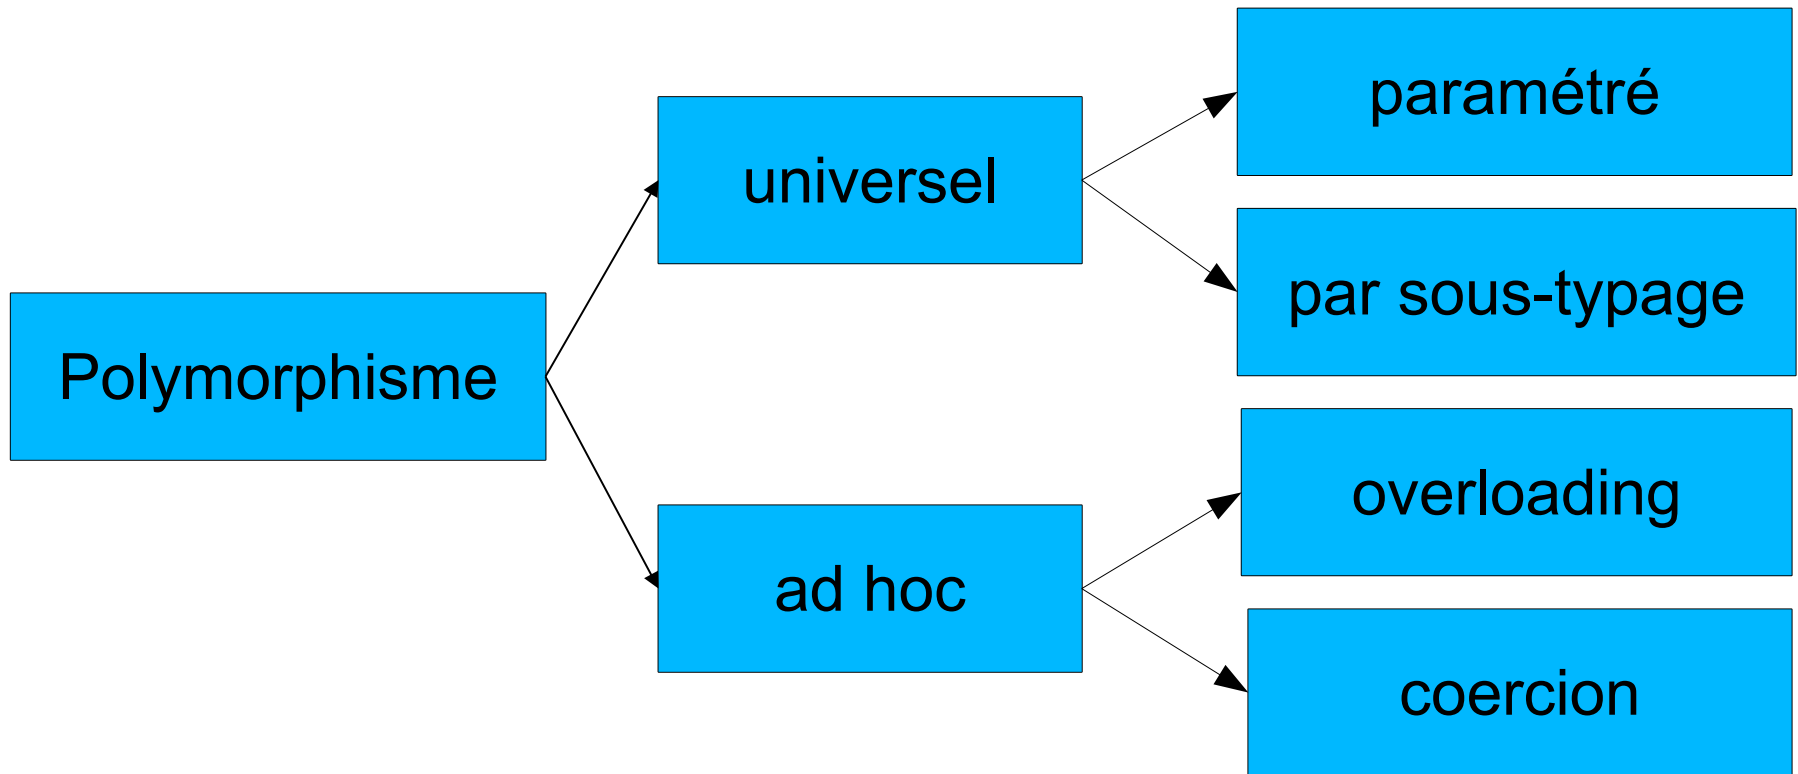 Polymorphisme
universel
ad hoc
paramétré
par sous-typage
overloading
coercion